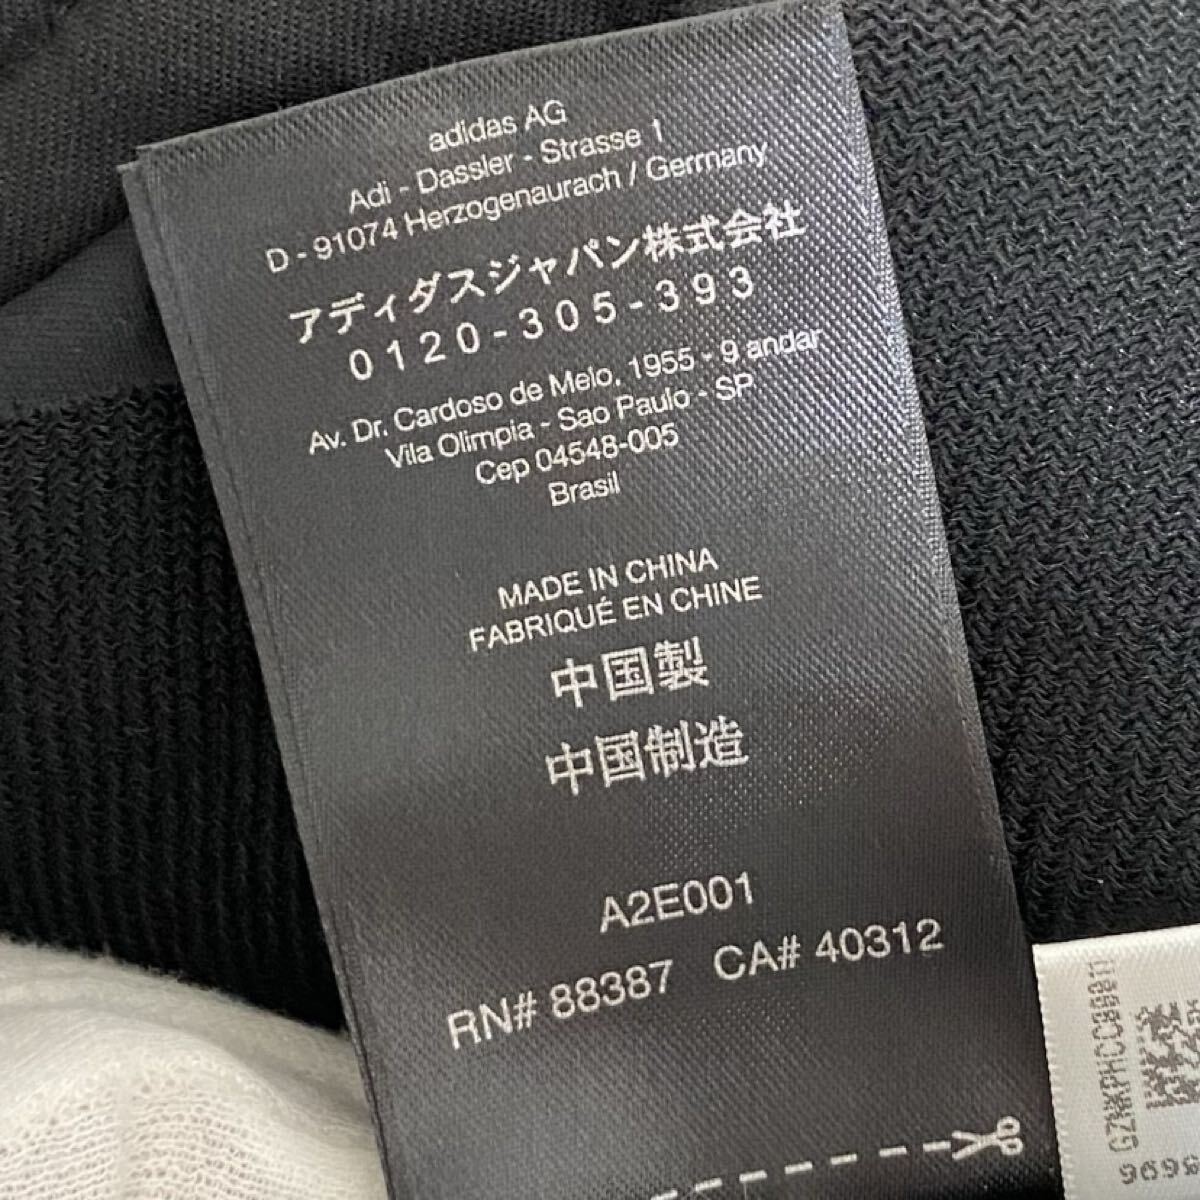 adidas AG
Adi - Dassler - Strasse 1
D - 91074 Herzogenaurach / Germany
アディダスジャパン株式会社
0120-305-393
Av. Dr. Cardoso de Melo, 1955 - 9 andar
Vila Olimpia - Sao Paulo - SP
Cep 04548-005
Brasil
MADE IN CHINA
FABRIQUÉ EN CHINE
中国製
中国制造
A2E001
RN# 88387 CA# 40312